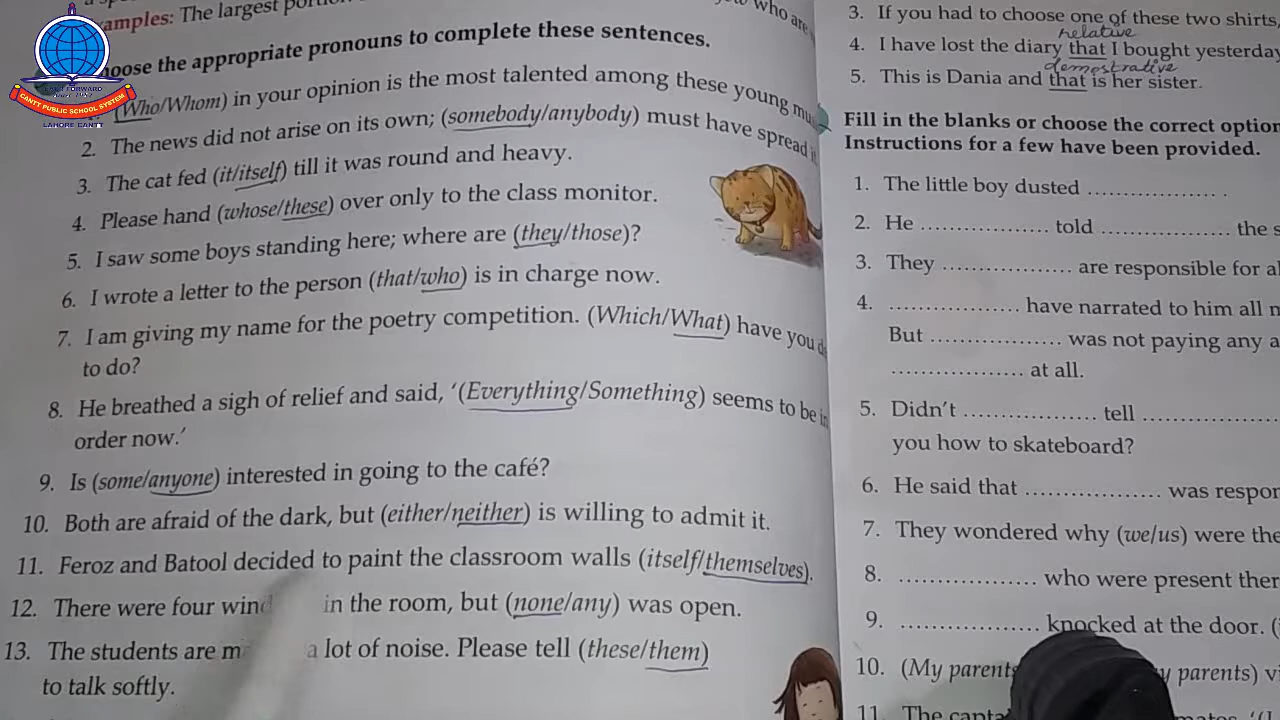 Examples: The largest
who are
Choose the appropriate pronouns to complete these sentences.
(Who/Whom) in your opinion is the most talented among these young
2. The news did not arise on its own; (somebody/anybody) must have spread
3. The cat fed (it/itself) till it was round and heavy.
4. Please hand (whose/these) over only to the class monitor.
5. I saw some boys standing here; where are (they/those)?
6. I wrote a letter to the person (that/who) is in charge now.
7. I am giving my name for the poetry competition. (Which/What) have you
to do?
8. He breathed a sigh of relief and said, ‘(Everything/Something) seems to be in
order now.’
9. Is (some/anyone) interested in going to the café?
10. Both are afraid of the dark, but (either/neither) is willing to admit it.
11. Feroz and Batool decided to paint the classroom walls (itself/themselves).
12. There were four in the room, but (none/any) was open.
13. The students are a lot of noise. Please tell (these/them)
to talk softly.
3. If you had to choose one of these two shirts,
relative
4. I have lost the diary that I bought yesterday
demostrative
5. This is Dania and that is her sister.
Fill in the blanks or choose the correct option
Instructions for a few have been provided.
1. The little boy dusted .................... .
2. He .................... told .................... the
3. They .................... are responsible for
4. .................... have narrated to him all
But .................... was not paying any
.................... at all.
5. Didn’t .................... tell ....................
you how to skateboard?
6. He said that .................... was
7. They wondered why (we/us) were
8. .................... who were present
9. .................... knocked at the door. (
10. (My parents parents)
11. The
CANTT PUBLIC SCHOOL SYSTEM
LAHORE CANTT